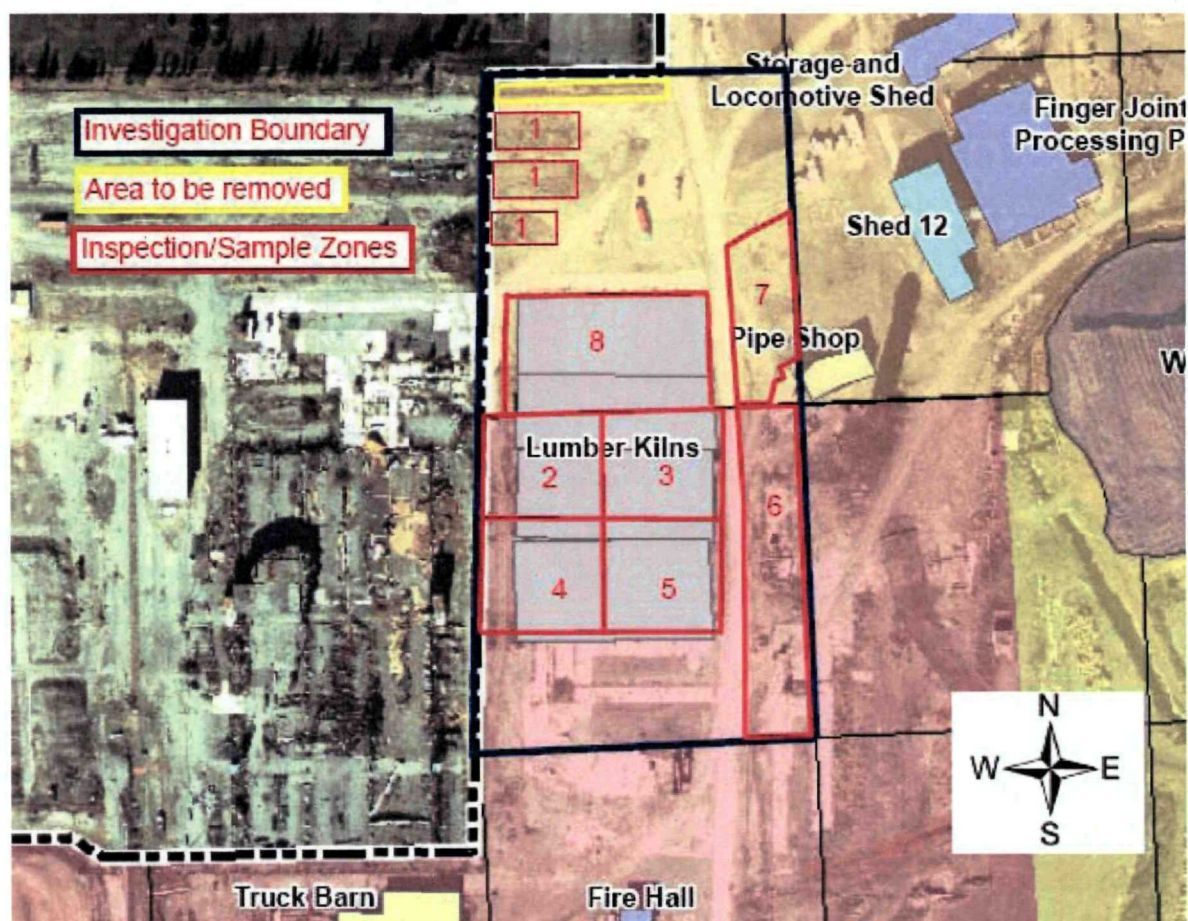 Storage and
Locomotive Shed
Finger Joint
Processing P
Investigation Boundary
Area to be removed
Inspection/Sample Zones
1
1
1
Shed 12
7
8
Pipe Shop
W
Lumber Kilns
2
3
6
4
5
N
W
E
S
Truck Barn
Fire Hall